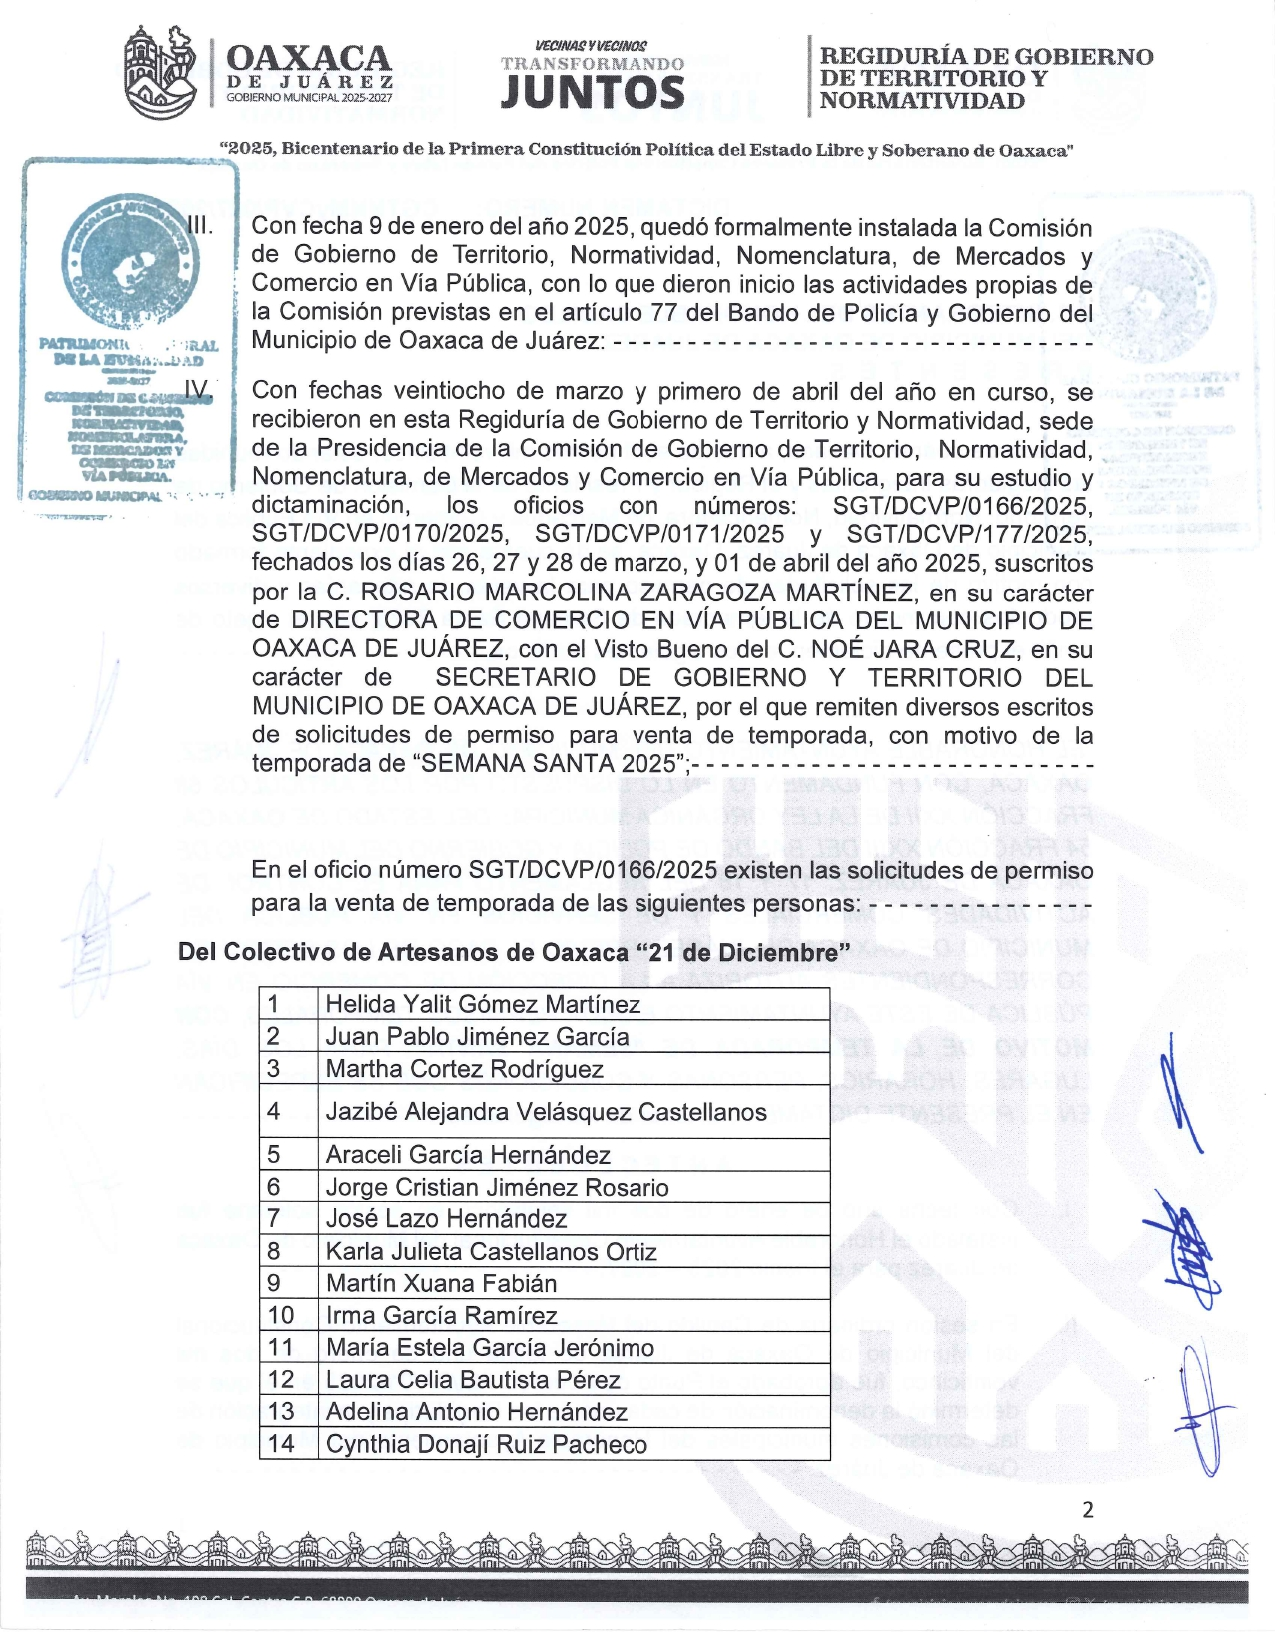 OAXACA
DE JUÁREZ
GOBIERNO MUNICIPAL 2025-2027
VECINAS Y VECINOS
TRANSFORMANDO
JUNTOS
REGIDURÍA DE GOBIERNO
DE TERRITORIO Y
NORMATIVIDAD
“2025, Bicentenario de la Primera Constitución Política del Estado Libre y Soberano de Oaxaca"
DE LA HUMANIDAD
COMISIÓN DE
DE TERRITORIO,
NORMATIVIDAD,
NOMENCLATURA,
DE MERCADOS Y
COMERCIO EN
VÍA PÚBLICA.
GOBIERNO MUNICIPAL
III. Con fecha 9 de enero del año 2025, quedó formalmente instalada la Comisión
de Gobierno de Territorio, Normatividad, Nomenclatura, de Mercados y
Comercio en Vía Pública, con lo que dieron inicio las actividades propias de
la Comisión previstas en el artículo 77 del Bando de Policía y Gobierno del
Municipio de Oaxaca de Juárez: - - - - - - - - - - - - - - - - - - - - - - - - - - - - - - - -
IV. Con fechas veintiocho de marzo y primero de abril del año en curso, se
recibieron en esta Regiduría de Gobierno de Territorio y Normatividad, sede
de la Presidencia de la Comisión de Gobierno de Territorio, Normatividad,
Nomenclatura, de Mercados y Comercio en Vía Pública, para su estudio y
dictaminación, los oficios con números: SGT/DCVP/0166/2025,
SGT/DCVP/0170/2025, SGT/DCVP/0171/2025 y SGT/DCVP/177/2025,
fechados los días 26, 27 y 28 de marzo, y 01 de abril del año 2025, suscritos
por la C. ROSARIO MARCOLINA ZARAGOZA MARTÍNEZ, en su carácter
de DIRECTORA DE COMERCIO EN VÍA PÚBLICA DEL MUNICIPIO DE
OAXACA DE JUÁREZ, con el Visto Bueno del C. NOÉ JARA CRUZ, en su
carácter de SECRETARIO DE GOBIERNO Y TERRITORIO DEL
MUNICIPIO DE OAXACA DE JUÁREZ, por el que remiten diversos escritos
de solicitudes de permiso para venta de temporada, con motivo de la
temporada de “SEMANA SANTA 2025”;- - - - - - - - - - - - - - - - - - - - - - - - - - -
En el oficio número SGT/DCVP/0166/2025 existen las solicitudes de permiso
para la venta de temporada de las siguientes personas: - - - - - - - - - - - - - - -
Del Colectivo de Artesanos de Oaxaca “21 de Diciembre”
1 Helida Yalit Gómez Martínez
2 Juan Pablo Jiménez García
3 Martha Cortez Rodríguez
4 Jazibé Alejandra Velásquez Castellanos
5 Araceli García Hernández
6 Jorge Cristian Jiménez Rosario
7 José Lazo Hernández
8 Karla Julieta Castellanos Ortiz
9 Martín Xuana Fabián
10 Irma García Ramírez
11 María Estela García Jerónimo
12 Laura Celia Bautista Pérez
13 Adelina Antonio Hernández
14 Cynthia Donají Ruiz Pacheco
2